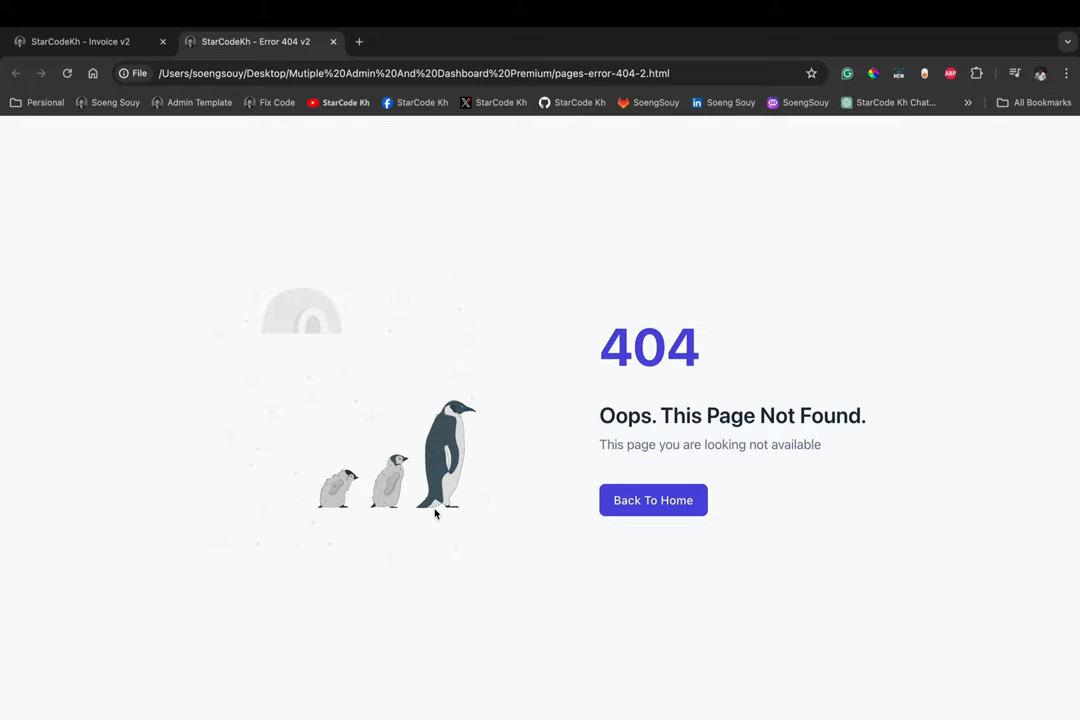 StarCodeKh - Invoice v2
StarCodeKh - Error 404 v2
File
/Users/soengsouy/Desktop/Mutiple%20Admin%20And%20Dashboard%20Premium/pages-error-404-2.html
NEW
ABP
Personal
Soeng Souy
Admin Template
Fix Code
StarCode Kh
StarCode Kh
StarCode Kh
StarCode Kh
SoengSouy
Soeng Souy
SoengSouy
StarCode Kh Chat...
All Bookmarks
404
Oops. This Page Not Found.
This page you are looking not available
Back To Home